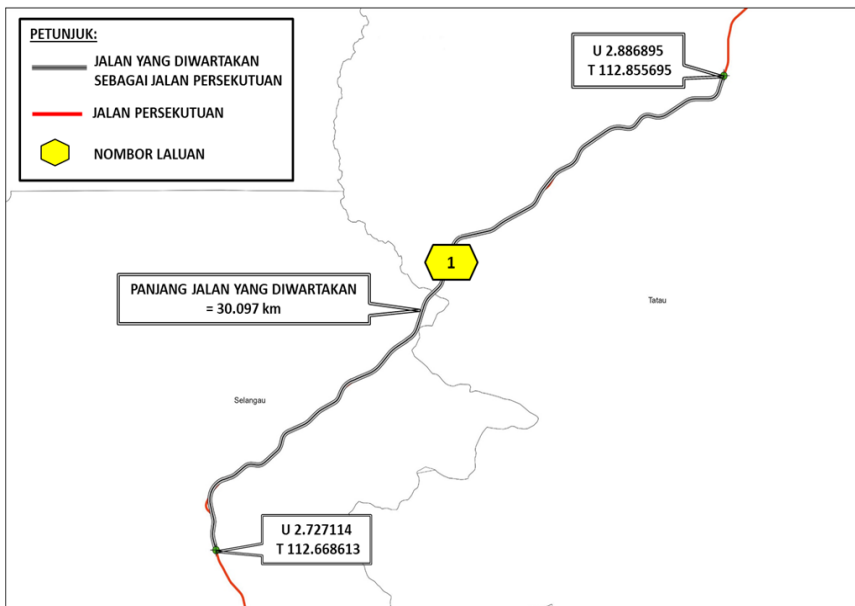 PETUNJUK:
JALAN YANG DIWARTAKAN
SEBAGAI JALAN PERSEKUTUAN
JALAN PERSEKUTUAN
NOMBOR LALUAN
U 2.886895
T 112.855695
1
PANJANG JALAN YANG DIWARTAKAN
= 30.097 km
Tatau
Selangau
U 2.727114
T 112.668613